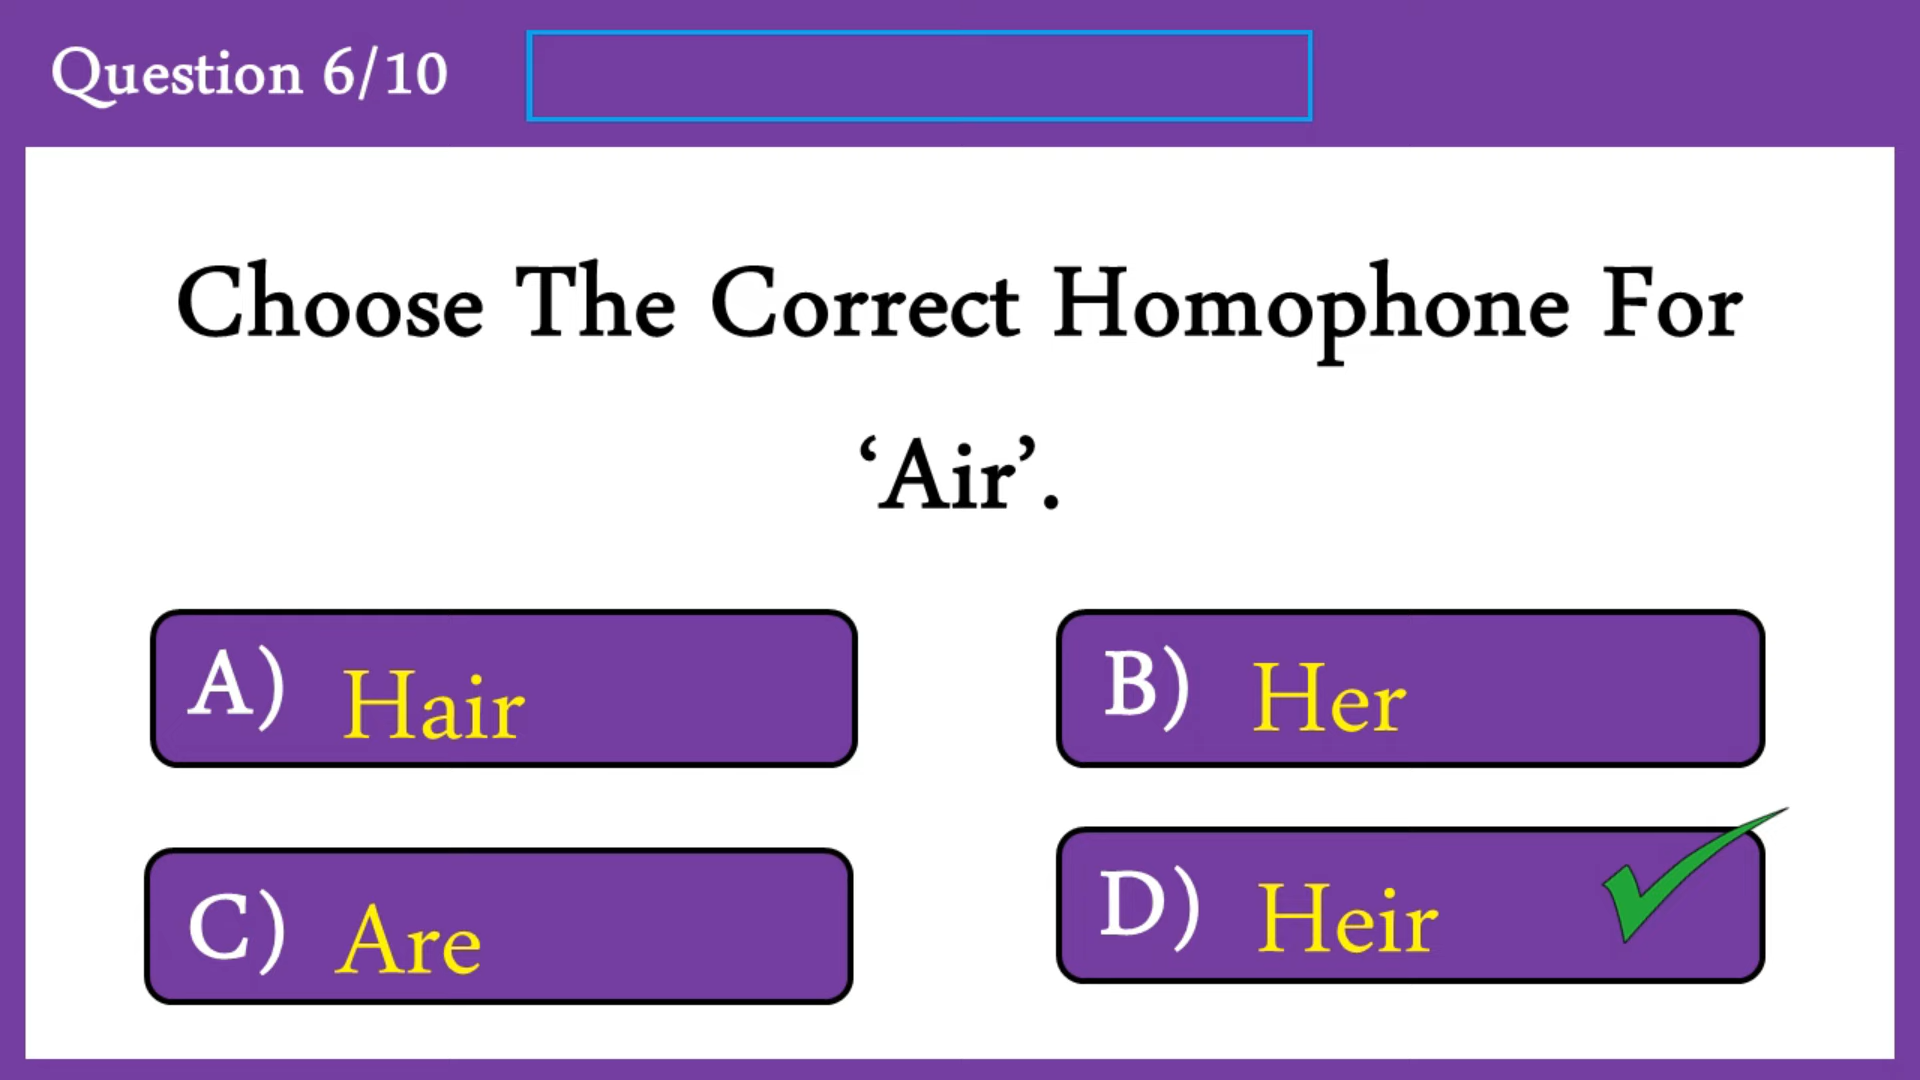 Question 6/10
Choose The Correct Homophone For
‘Air’.
A) Hair
B) Her
C) Are
D) Heir